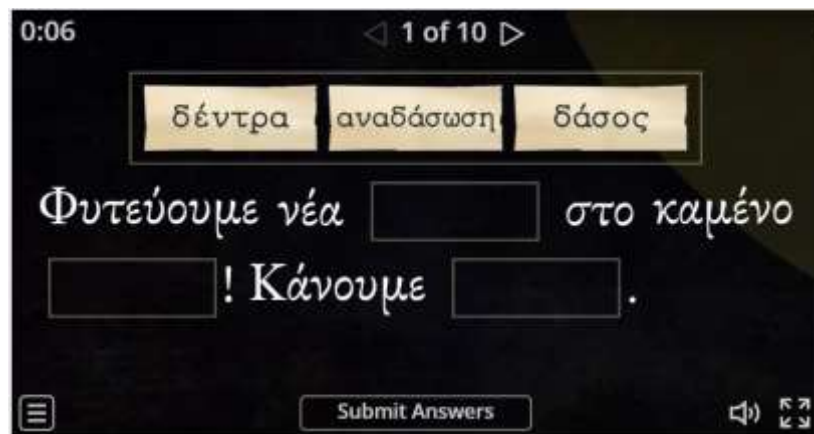 0:06 1 of 10
δέντρα αναδάσωση δάσος
Φυτεύουμε νέα στο καμένο
! Κάνουμε .
Submit Answers